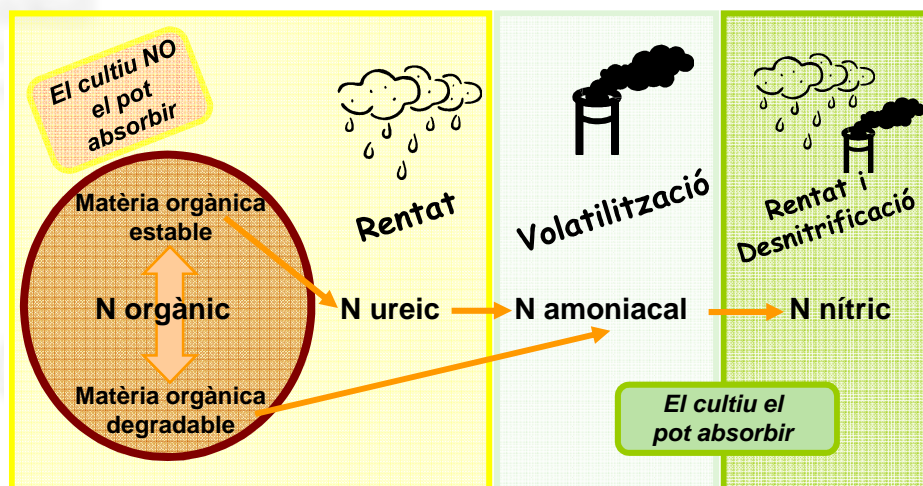 El cultiu NO
el pot
absorbir
Matèria orgànica
estable
N orgànic
Matèria orgànica
degradable
Rentat
N ureic
Volatilització
N amoniacal
Rentat i
Desnitrificació
N nítric
El cultiu el
pot absorbir